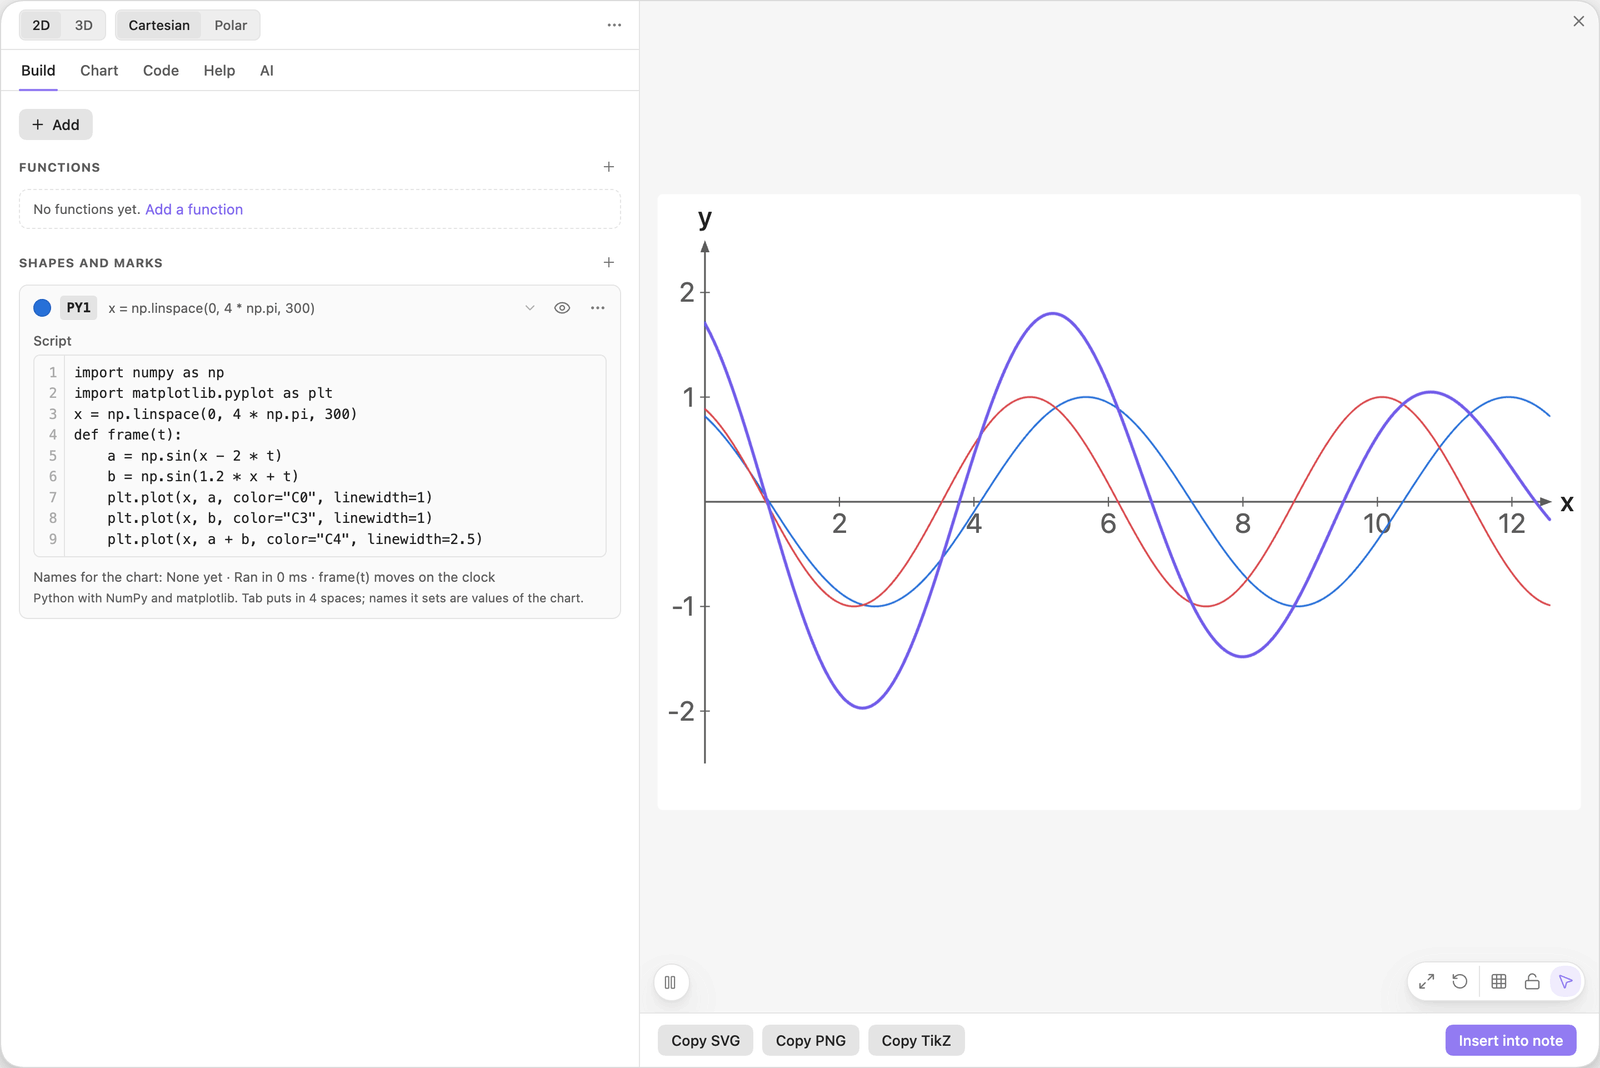 2D 3D Cartesian Polar
Build Chart Code Help AI
+ Add
FUNCTIONS
No functions yet. Add a function
SHAPES AND MARKS
PY1 x = np.linspace(0, 4 * np.pi, 300)
Script
1 import numpy as np
2 import matplotlib.pyplot as plt
3 x = np.linspace(0, 4 * np.pi, 300)
4 def frame(t):
5     a = np.sin(x − 2 * t)
6     b = np.sin(1.2 * x + t)
7     plt.plot(x, a, color="C0", linewidth=1)
8     plt.plot(x, b, color="C3", linewidth=1)
9     plt.plot(x, a + b, color="C4", linewidth=2.5)
Names for the chart: None yet · Ran in 0 ms · frame(t) moves on the clock
Python with NumPy and matplotlib. Tab puts in 4 spaces; names it sets are values of the chart.
y
2
1
x
2 4 6 8 10 12
-1
-2
Copy SVG Copy PNG Copy TikZ Insert into note